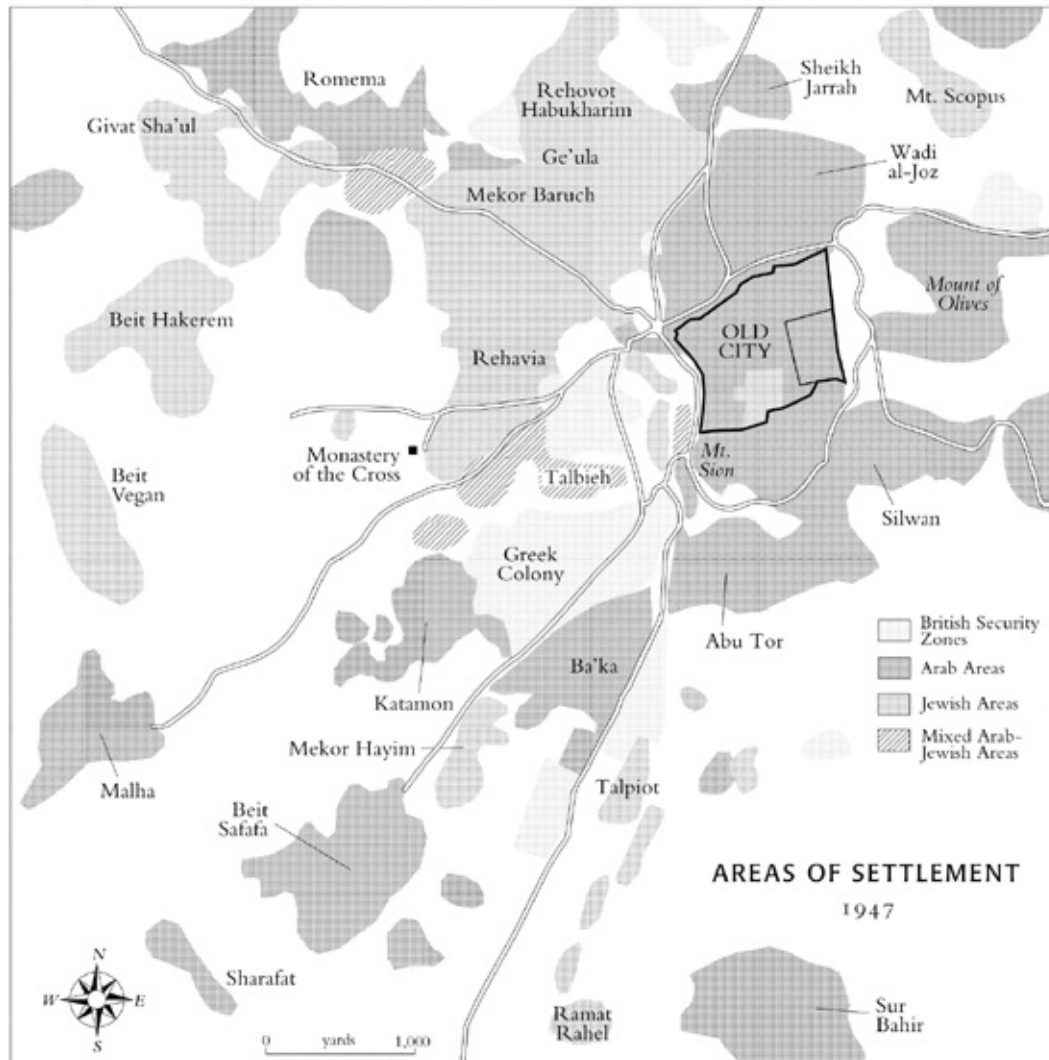 Romema
Sheikh
Jarrah
Rehovot
Habukharim
Mt. Scopus
Givat Sha'ul
Ge'ula
Wadi
al-Joz
Mekor Baruch
Mount of
Olives
Beit Hakerem
OLD
CITY
Rehavia
Monastery
of the Cross
Mt.
Sion
Beit
Vegan
Talbieh
Silwan
Greek
Colony
Abu Tor
British Security
Zones
Arab Areas
Jewish Areas
Mixed Arab-
Jewish Areas
Ba'ka
Katamon
Mekor Hayim
Malha
Talpiot
Beit
Safafa
AREAS OF SETTLEMENT
1947
Sharafat
N
W E
S
Ramat
Rahel
Sur
Bahir
0 yards 1,000